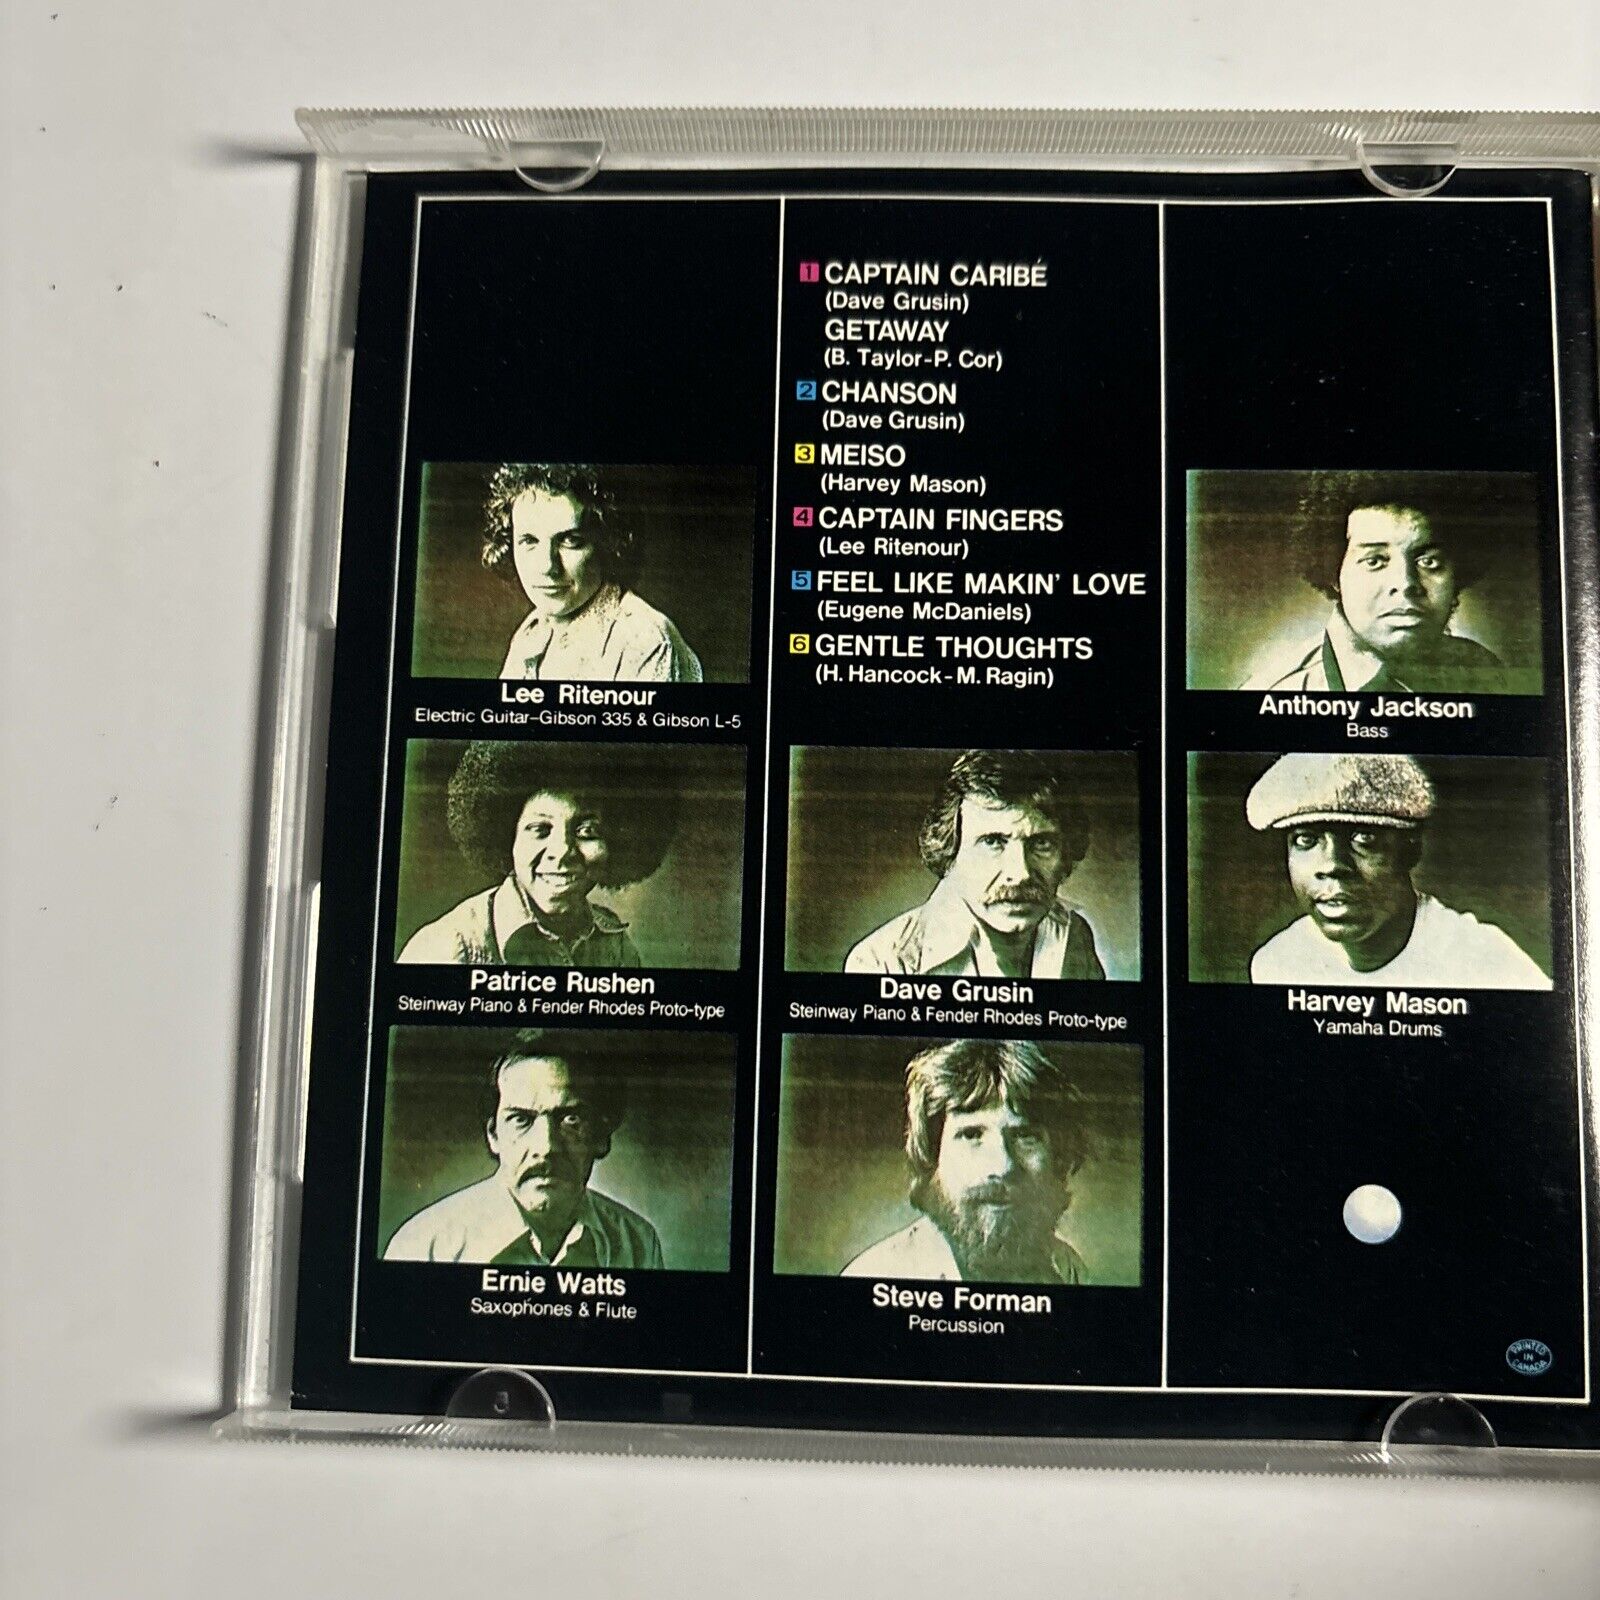 1 CAPTAIN CARIBÉ
(Dave Grusin)
GETAWAY
(B. Taylor-P. Cor)
2 CHANSON
(Dave Grusin)
3 MEISO
(Harvey Mason)
4 CAPTAIN FINGERS
(Lee Ritenour)
5 FEEL LIKE MAKIN' LOVE
(Eugene McDaniels)
6 GENTLE THOUGHTS
(H. Hancock-M. Ragin)
Lee Ritenour
Electric Guitar-Gibson 335 & Gibson L-5
Anthony Jackson
Bass
Patrice Rushen
Steinway Piano & Fender Rhodes Proto-type
Dave Grusin
Steinway Piano & Fender Rhodes Proto-type
Harvey Mason
Yamaha Drums
Ernie Watts
Saxophones & Flute
Steve Forman
Percussion
PRINTED
IN
CANADA
3